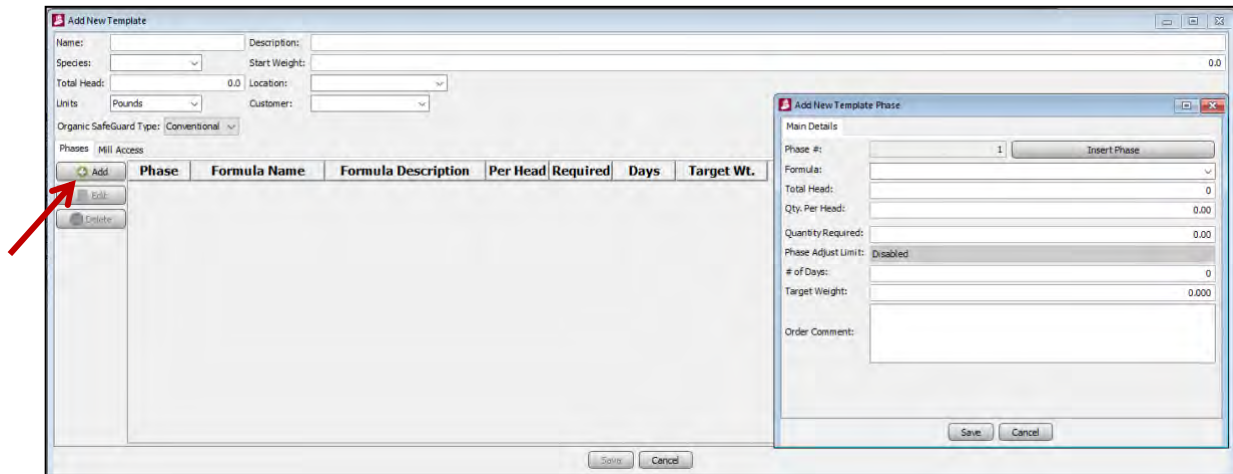 Add New Template
Name: Description:
Species: Start Weight: 0.0
Total Head: 0.0 Location:
Units Pounds Customer:
Organic SafeGuard Type: Conventional
Phases Mill Access
Add Phase Formula Name Formula Description Per Head Required Days Target Wt.
Edit
Delete
Save Cancel
Add New Template Phase
Main Details
Phase #: 1 Insert Phase
Formula:
Total Head: 0
Qty. Per Head: 0.00
Quantity Required: 0.00
Phase Adjust Limit: Disabled
# of Days: 0
Target Weight: 0.000
Order Comment:
Save Cancel